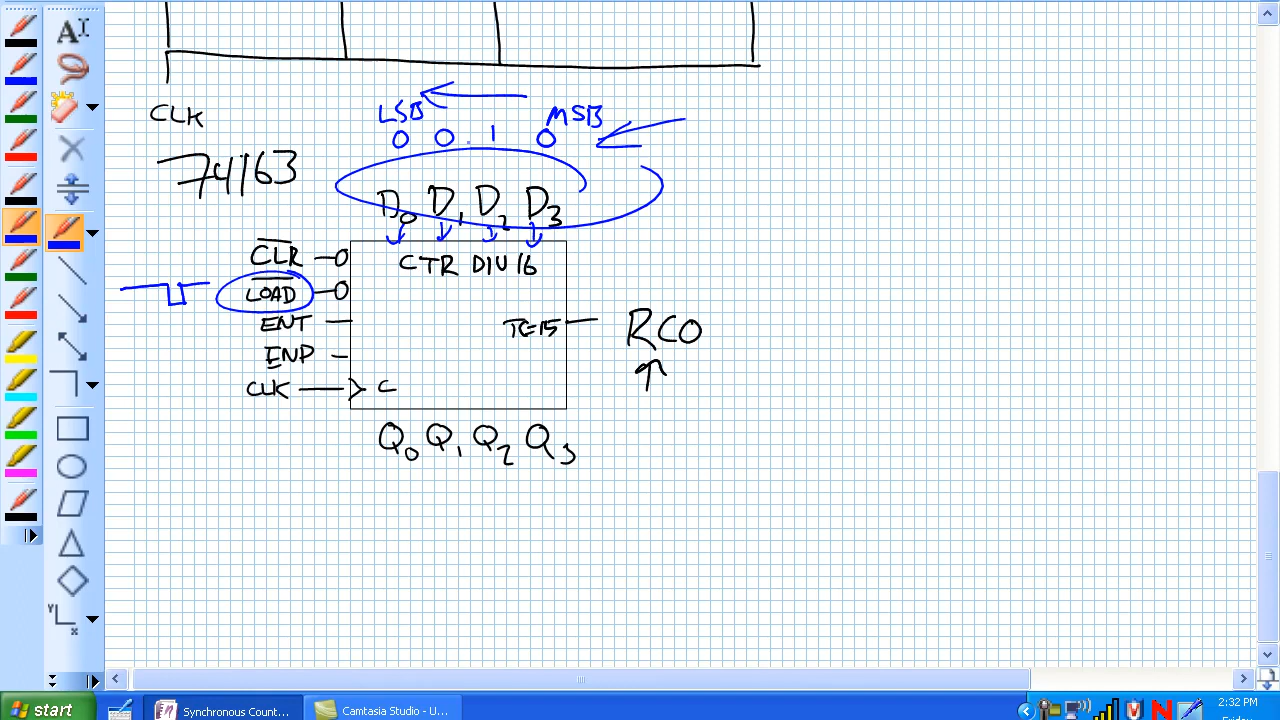 CLK
LSB MSB
0 0 1 0
74163
D0 D1 D2 D3
CLR
CTR DIV 16
LOAD
ENT
TC=15
RCO
ENP
CLK C
Q0 Q1 Q2 Q3
start
Synchronous Count...
Camtasia Studio - U...
2:32 PM
Friday